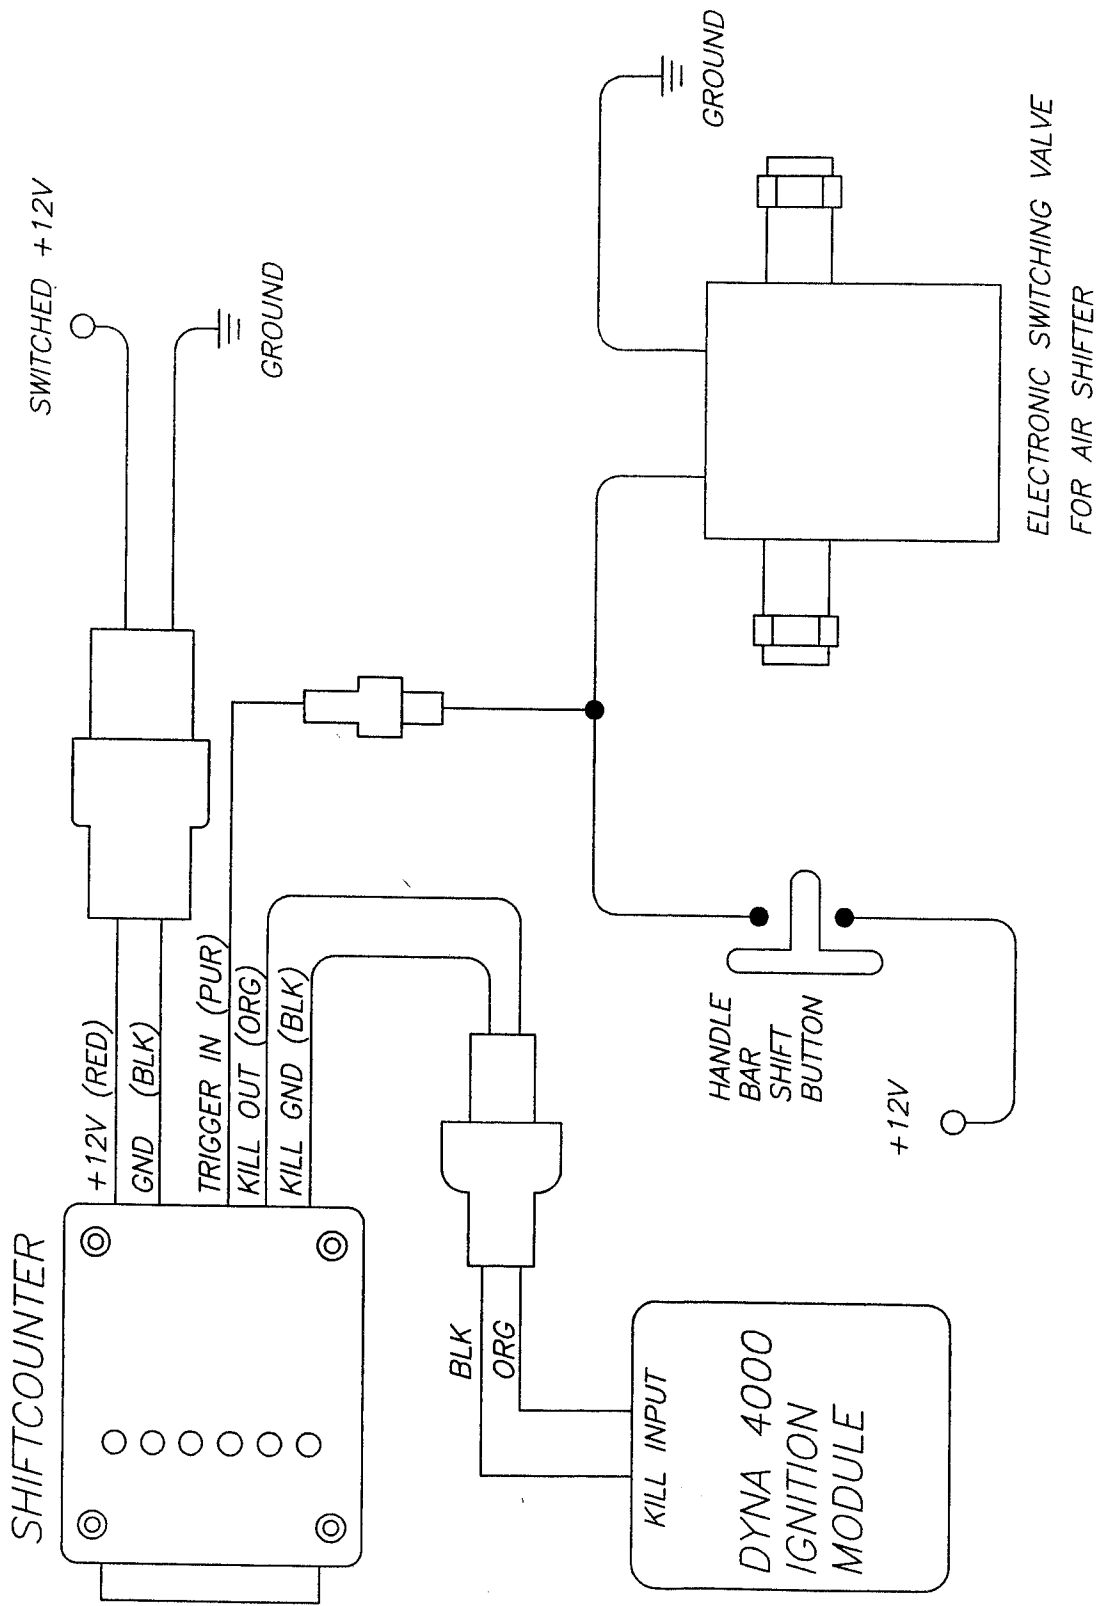 SHIFTCOUNTER
+12V (RED)
GND (BLK)
TRIGGER IN (PUR)
KILL OUT (ORG)
KILL GND (BLK)
SWITCHED +12V
GROUND
BLK
ORG
KILL INPUT
DYNA 4000
IGNITION
MODULE
HANDLE
BAR
SHIFT
BUTTON
+12V
GROUND
ELECTRONIC SWITCHING VALVE
FOR AIR SHIFTER